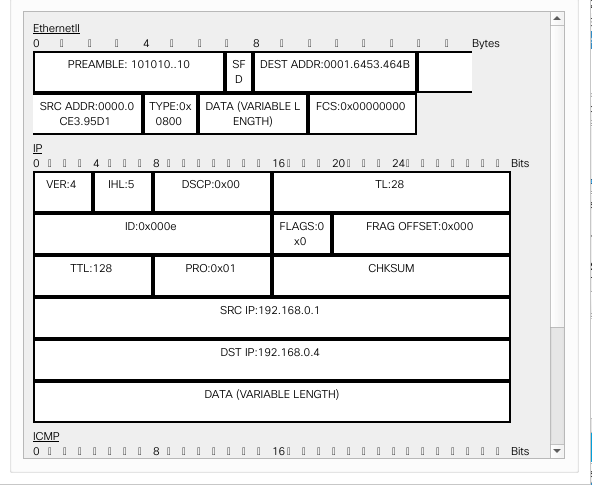 EthernetII
0 4 8 Bytes
PREAMBLE: 101010..10
SF
D
DEST ADDR:0001.6453.464B
SRC ADDR:0000.0
CE3.95D1
TYPE:0x
0800
DATA (VARIABLE L
ENGTH)
FCS:0x00000000
IP
0 4 8 16 20 24 Bits
VER:4 IHL:5 DSCP:0x00 TL:28
ID:0x000e
FLAGS:0
x0
FRAG OFFSET:0x000
TTL:128 PRO:0x01 CHKSUM
SRC IP:192.168.0.1
DST IP:192.168.0.4
DATA (VARIABLE LENGTH)
ICMP
0 8 16 Bits